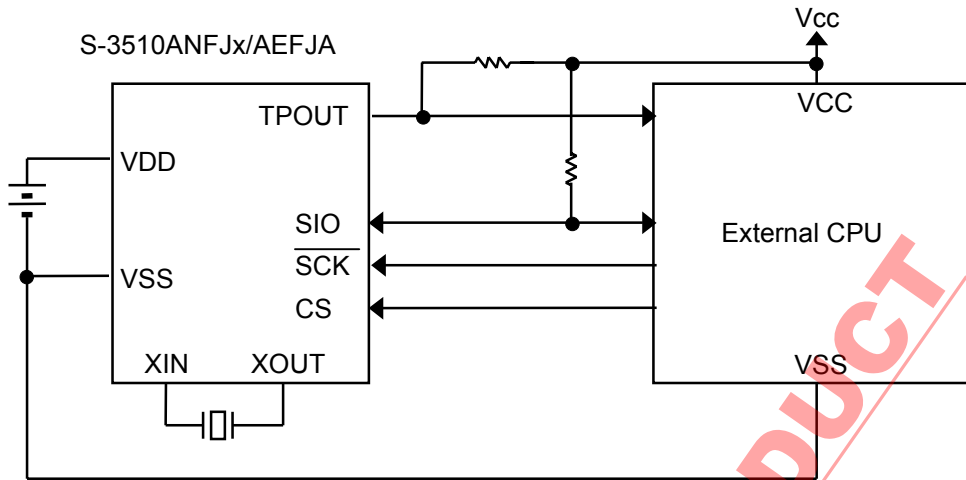 Vcc
S-3510ANFJx/AEFJA
TPOUT
VCC
VDD
SIO
External CPU
SCK
VSS
CS
XIN
XOUT
VSS
DUCT